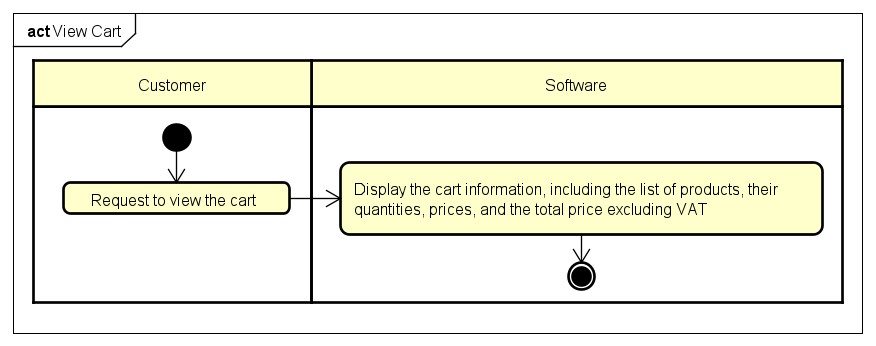 act View Cart
Customer
Software
Request to view the cart
Display the cart information, including the list of products, their
quantities, prices, and the total price excluding VAT